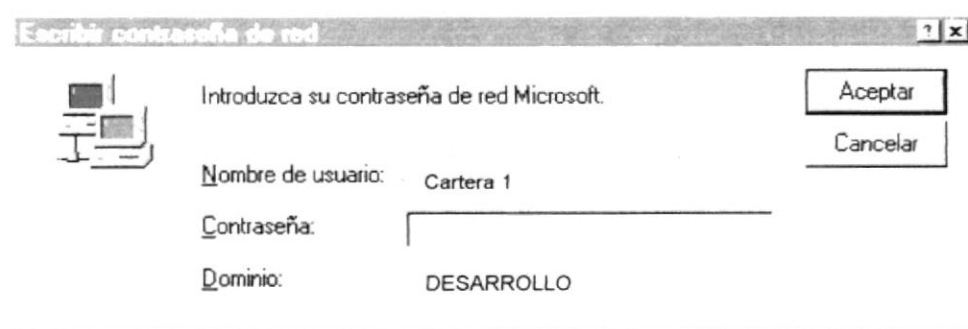 Escribir contraseña de red
? x
Introduzca su contraseña de red Microsoft.
Aceptar
Cancelar
Nombre de usuario: Cartera 1
Contraseña:
Dominio: DESARROLLO